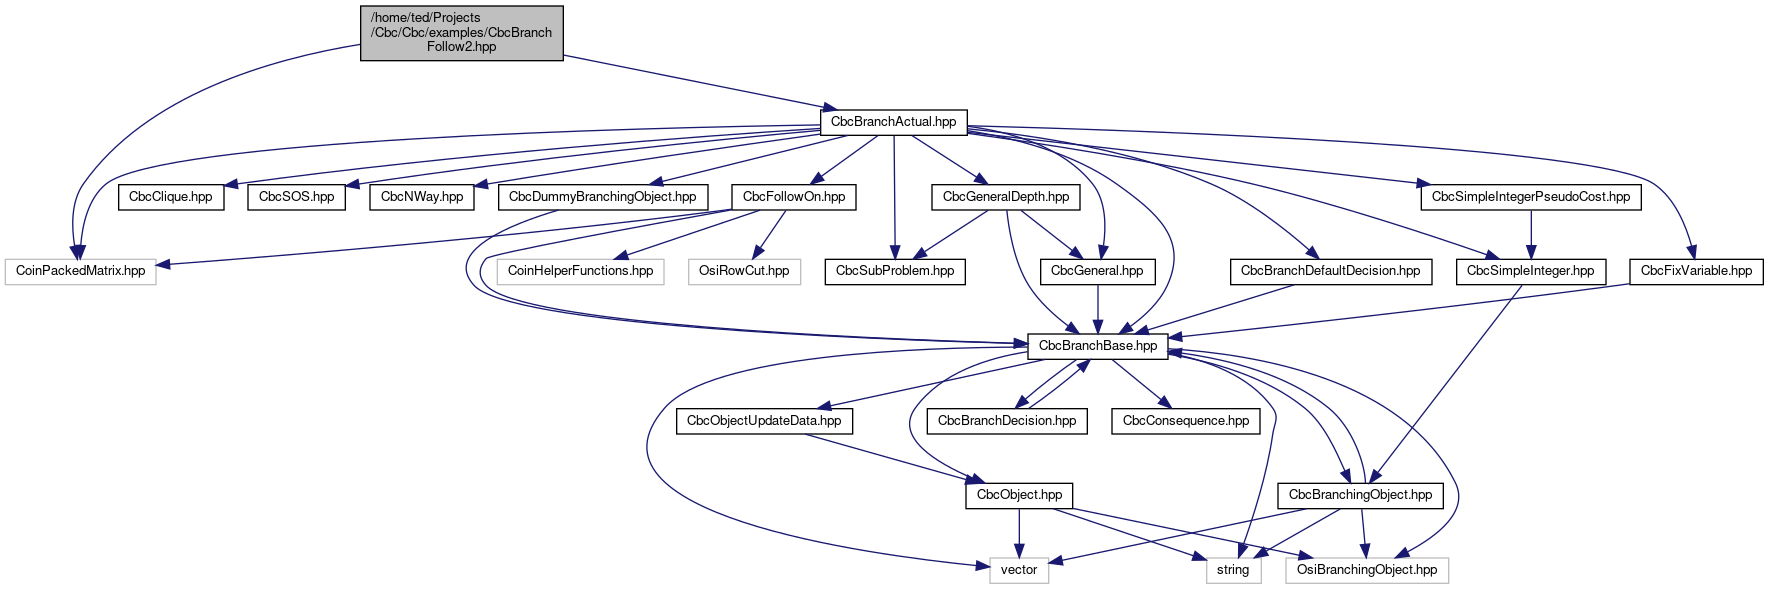 /home/ted/Projects
/Cbc/Cbc/examples/CbcBranch
Follow2.hpp
CbcBranchActual.hpp
CbcClique.hpp
CbcSOS.hpp
CbcNWay.hpp
CbcDummyBranchingObject.hpp
CbcFollowOn.hpp
CbcGeneralDepth.hpp
CbcSimpleIntegerPseudoCost.hpp
CoinPackedMatrix.hpp
CoinHelperFunctions.hpp
OsiRowCut.hpp
CbcSubProblem.hpp
CbcGeneral.hpp
CbcBranchDefaultDecision.hpp
CbcSimpleInteger.hpp
CbcFixVariable.hpp
CbcBranchBase.hpp
CbcObjectUpdateData.hpp
CbcBranchDecision.hpp
CbcConsequence.hpp
CbcObject.hpp
CbcBranchingObject.hpp
vector
string
OsiBranchingObject.hpp